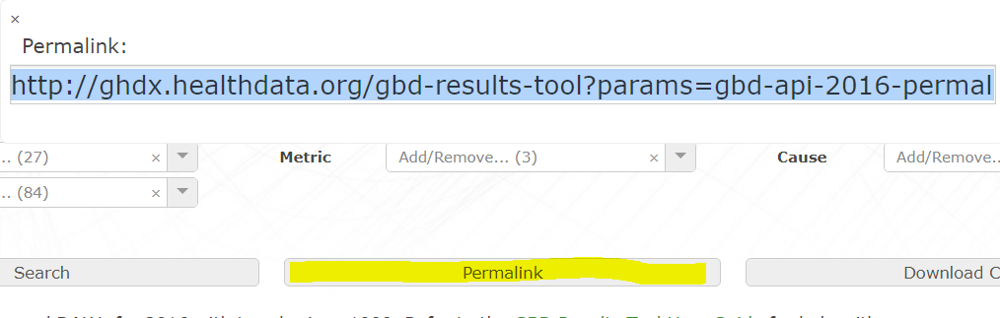 ×
Permalink:
http://ghdx.healthdata.org/gbd-results-tool?params=gbd-api-2016-permal
... (27) × Metric Add/Remove... (3) × Cause Add/Remove...
... (84) ×
Search Permalink Download